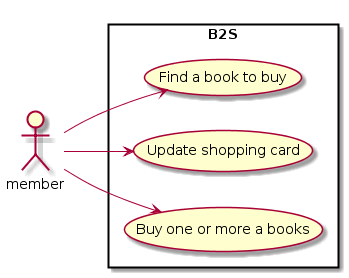 B2S
Find a book to buy
Update shopping card
member
Buy one or more a books